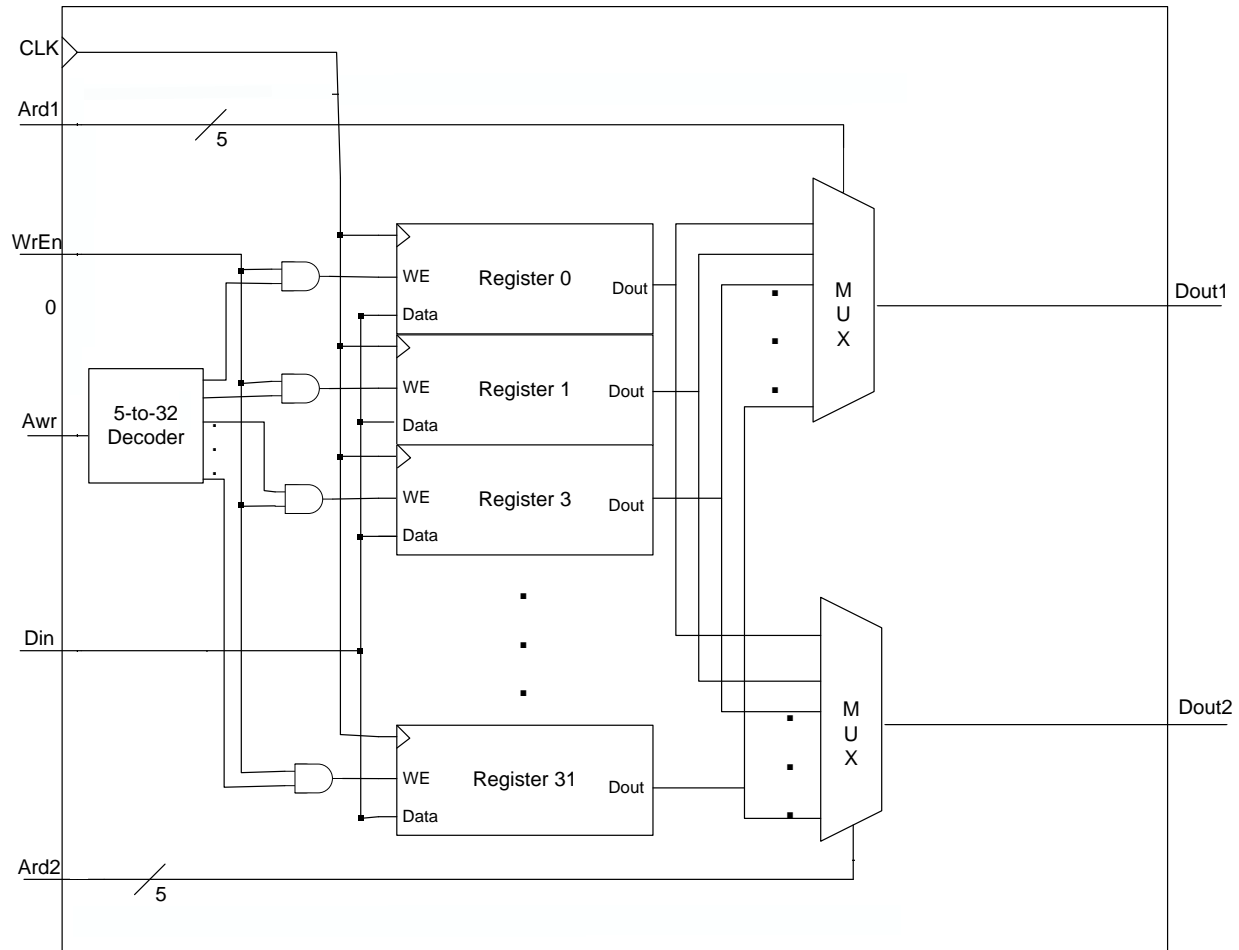 CLK
Ard1
5
WrEn
0
Awr
5-to-32
Decoder
Din
Ard2
5
WE
Data
Register 0
Dout
WE
Data
Register 1
Dout
WE
Data
Register 3
Dout
WE
Data
Register 31
Dout
M
U
X
Dout1
M
U
X
Dout2